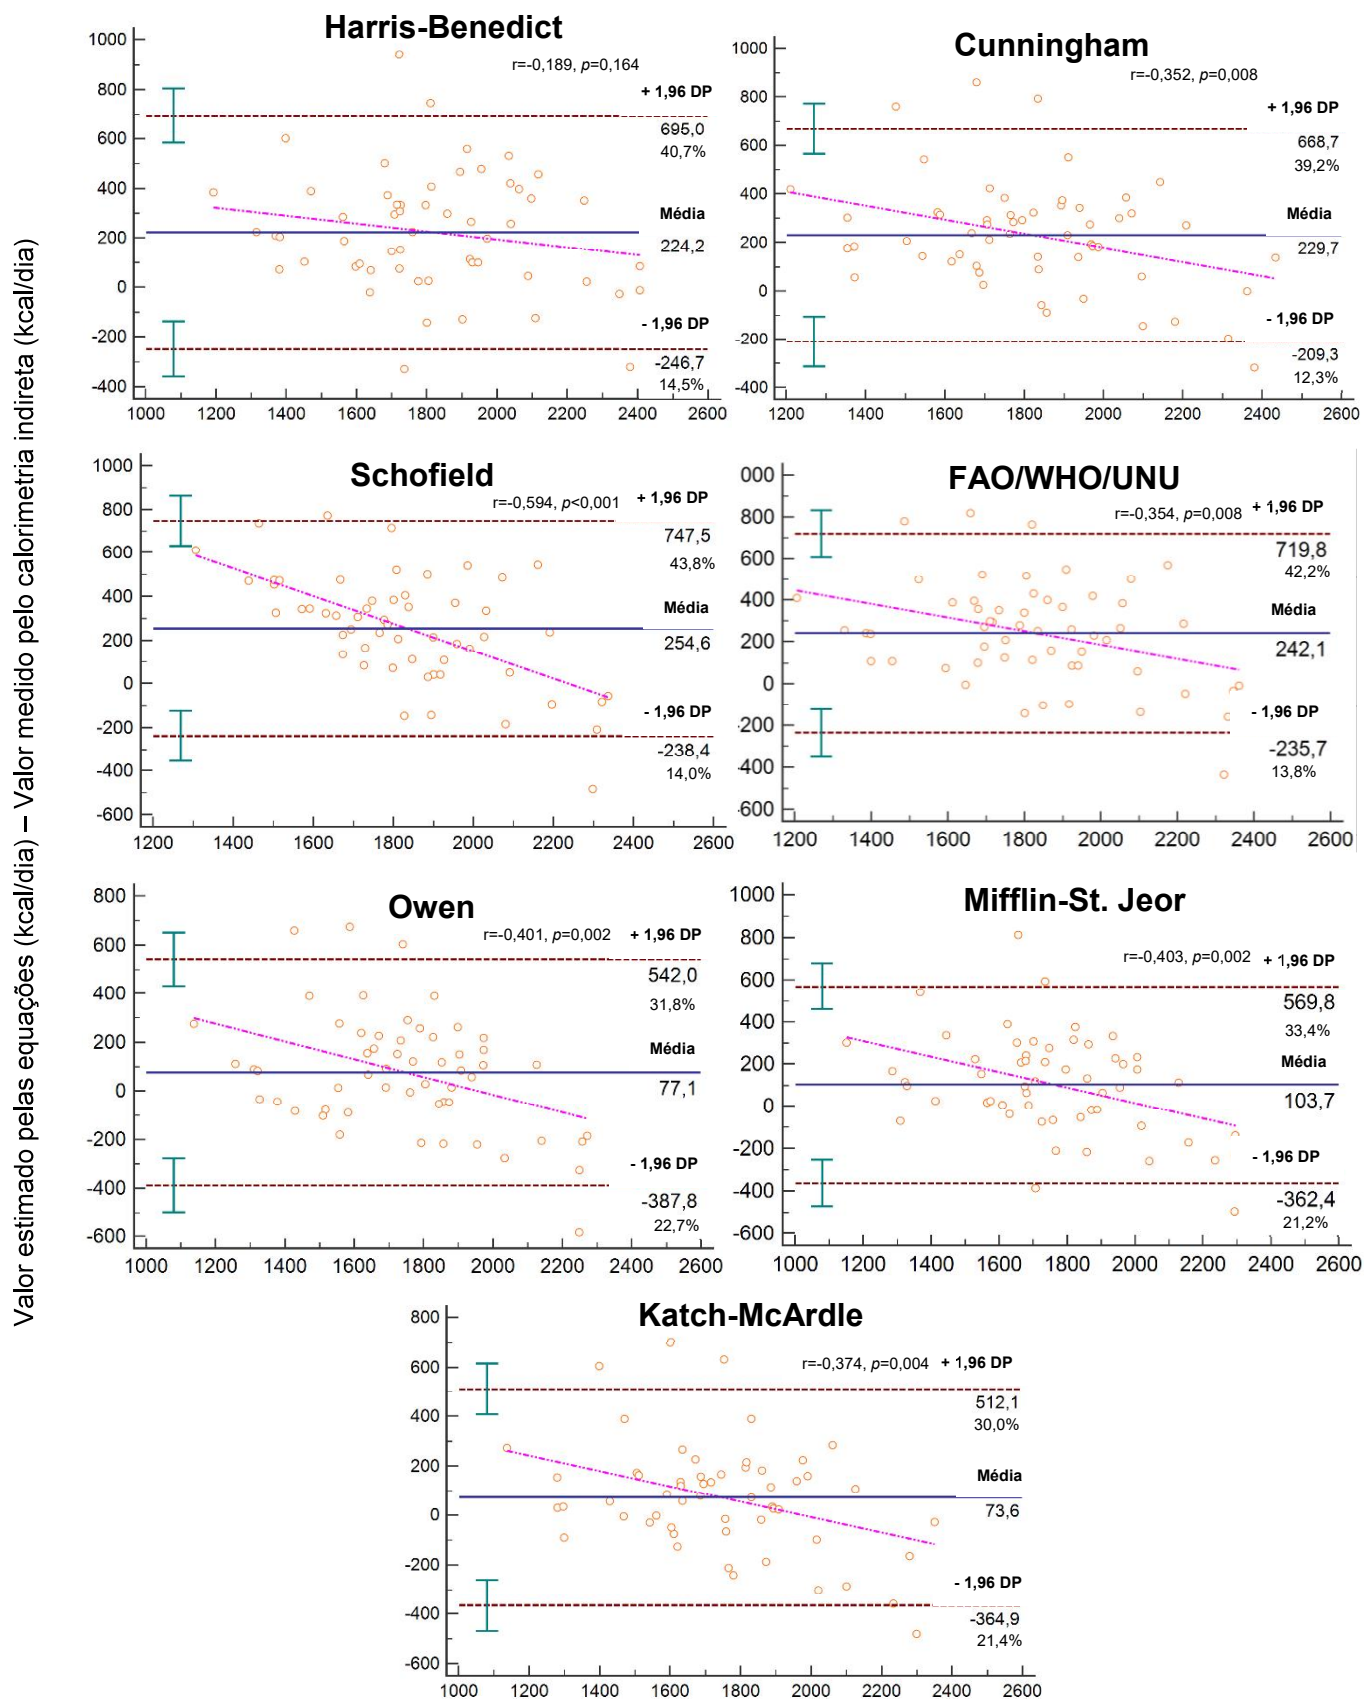 Valor estimado pelas equações (kcal/dia) – Valor medido pelo calorimetria indireta (kcal/dia)
Harris-Benedict
r=-0,189, p=0,164
+ 1,96 DP
695,0
40,7%
Média
224,2
- 1,96 DP
-246,7
14,5%
1000
800
600
400
200
0
-200
-400
1000 1200 1400 1600 1800 2000 2200 2400 2600
Cunningham
r=-0,352, p=0,008
+ 1,96 DP
668,7
39,2%
Média
229,7
- 1,96 DP
-209,3
12,3%
1000
800
600
400
200
0
-200
-400
1200 1400 1600 1800 2000 2200 2400 2600
Schofield
r=-0,594, p<0,001
+ 1,96 DP
747,5
43,8%
Média
254,6
- 1,96 DP
-238,4
14,0%
1000
800
600
400
200
0
-200
-400
-600
1200 1400 1600 1800 2000 2200 2400 2600
FAO/WHO/UNU
r=-0,354, p=0,008
+ 1,96 DP
719,8
42,2%
Média
242,1
- 1,96 DP
-235,7
13,8%
000
800
600
400
200
0
-200
-400
-600
1200 1400 1600 1800 2000 2200 2400 2600
Owen
r=-0,401, p=0,002
+ 1,96 DP
542,0
31,8%
Média
77,1
- 1,96 DP
-387,8
22,7%
800
600
400
200
0
-200
-400
-600
1000 1200 1400 1600 1800 2000 2200 2400 2600
Mifflin-St. Jeor
r=-0,403, p=0,002
+ 1,96 DP
569,8
33,4%
Média
103,7
- 1,96 DP
-362,4
21,2%
1000
800
600
400
200
0
-200
-400
-600
1000 1200 1400 1600 1800 2000 2200 2400 2600
Katch-McArdle
r=-0,374, p=0,004
+ 1,96 DP
512,1
30,0%
Média
73,6
- 1,96 DP
-364,9
21,4%
800
600
400
200
0
-200
-400
-600
1000 1200 1400 1600 1800 2000 2200 2400 2600